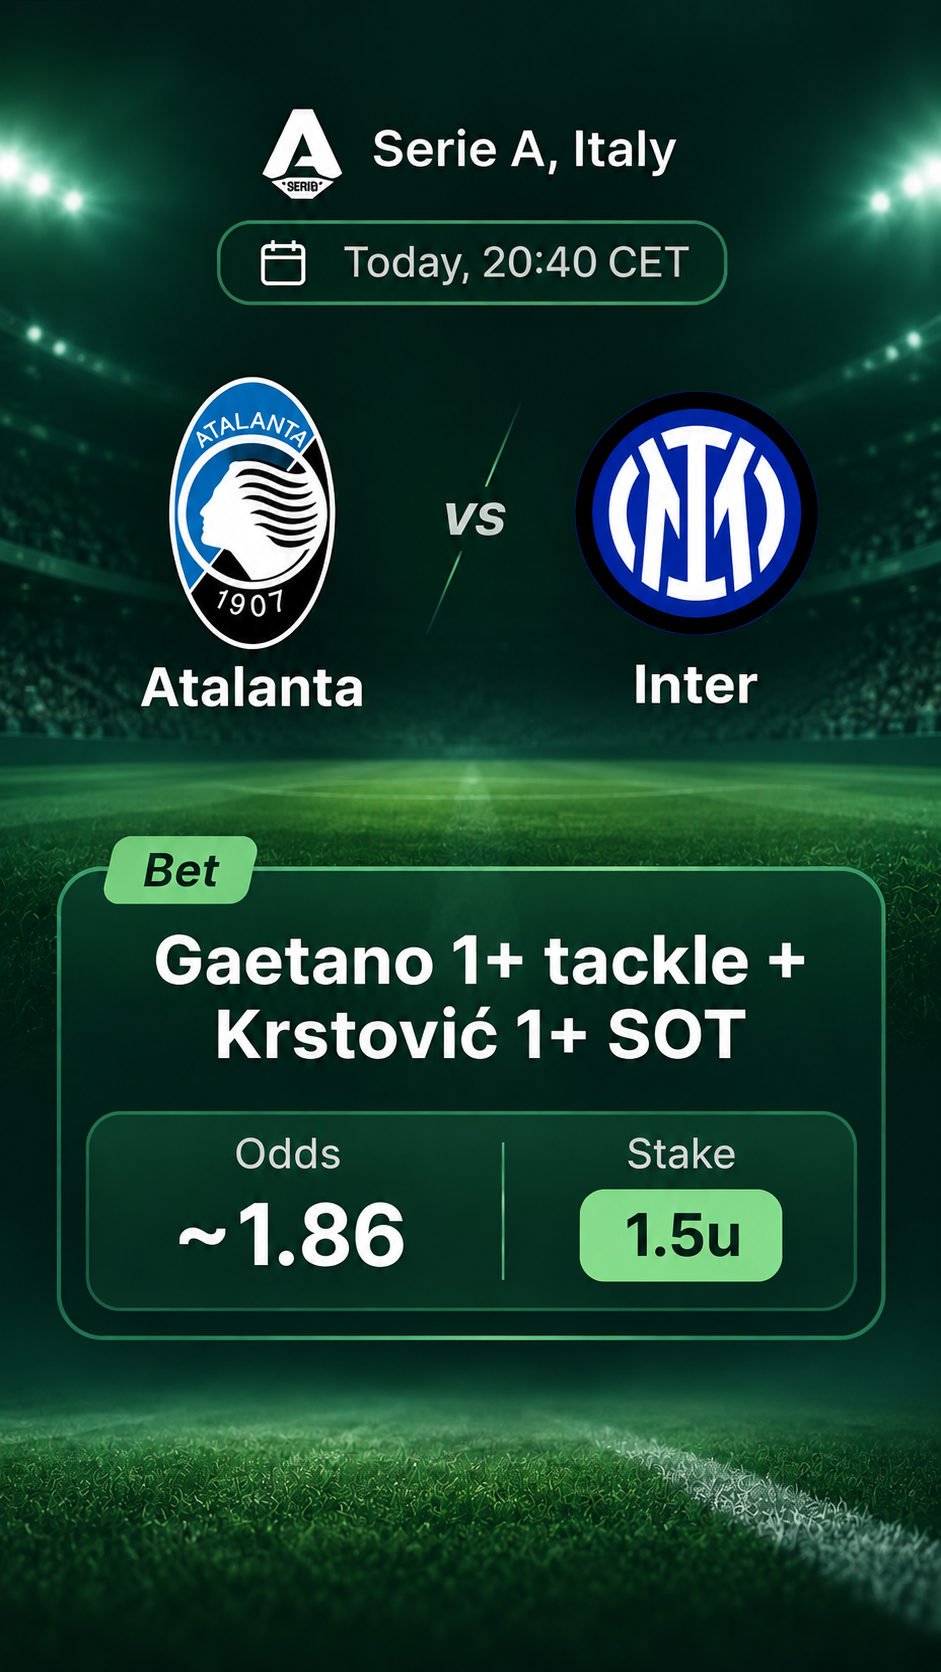 Serie A, Italy
SERIE
Today, 20:40 CET
ATALANTA
1907
vs
Atalanta
Inter
Bet
Gaetano 1+ tackle +
Krstović 1+ SOT
Odds
Stake
~1.86
1.5u